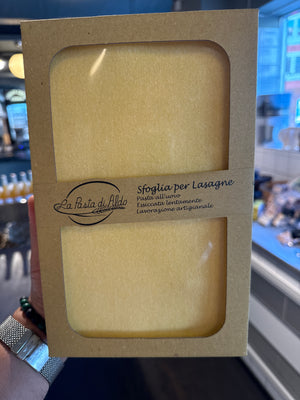 La Pasta di Aldo
Sfoglia per Lasagne
Pasta all'uovo
Essiccata lentamente
Lavorazione artigianale